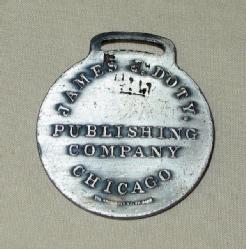 JAMES T. DOTY.
PUBLISHING
COMPANY
CHICAGO